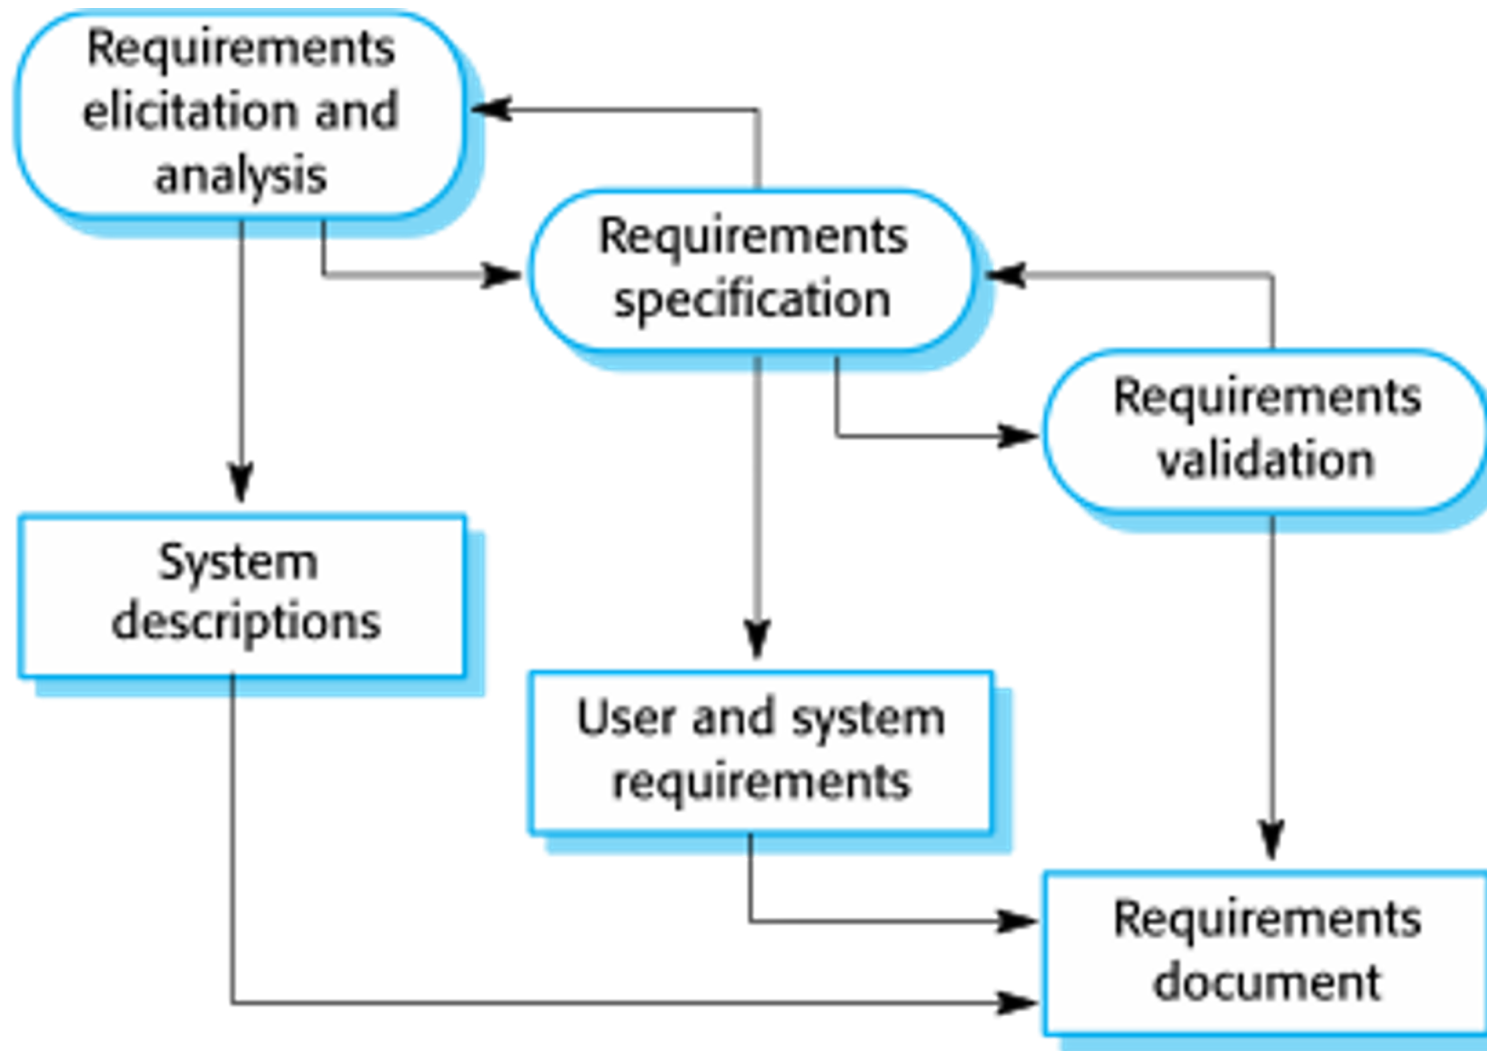 Requirements
elicitation and
analysis
Requirements
specification
Requirements
validation
System
descriptions
User and system
requirements
Requirements
document